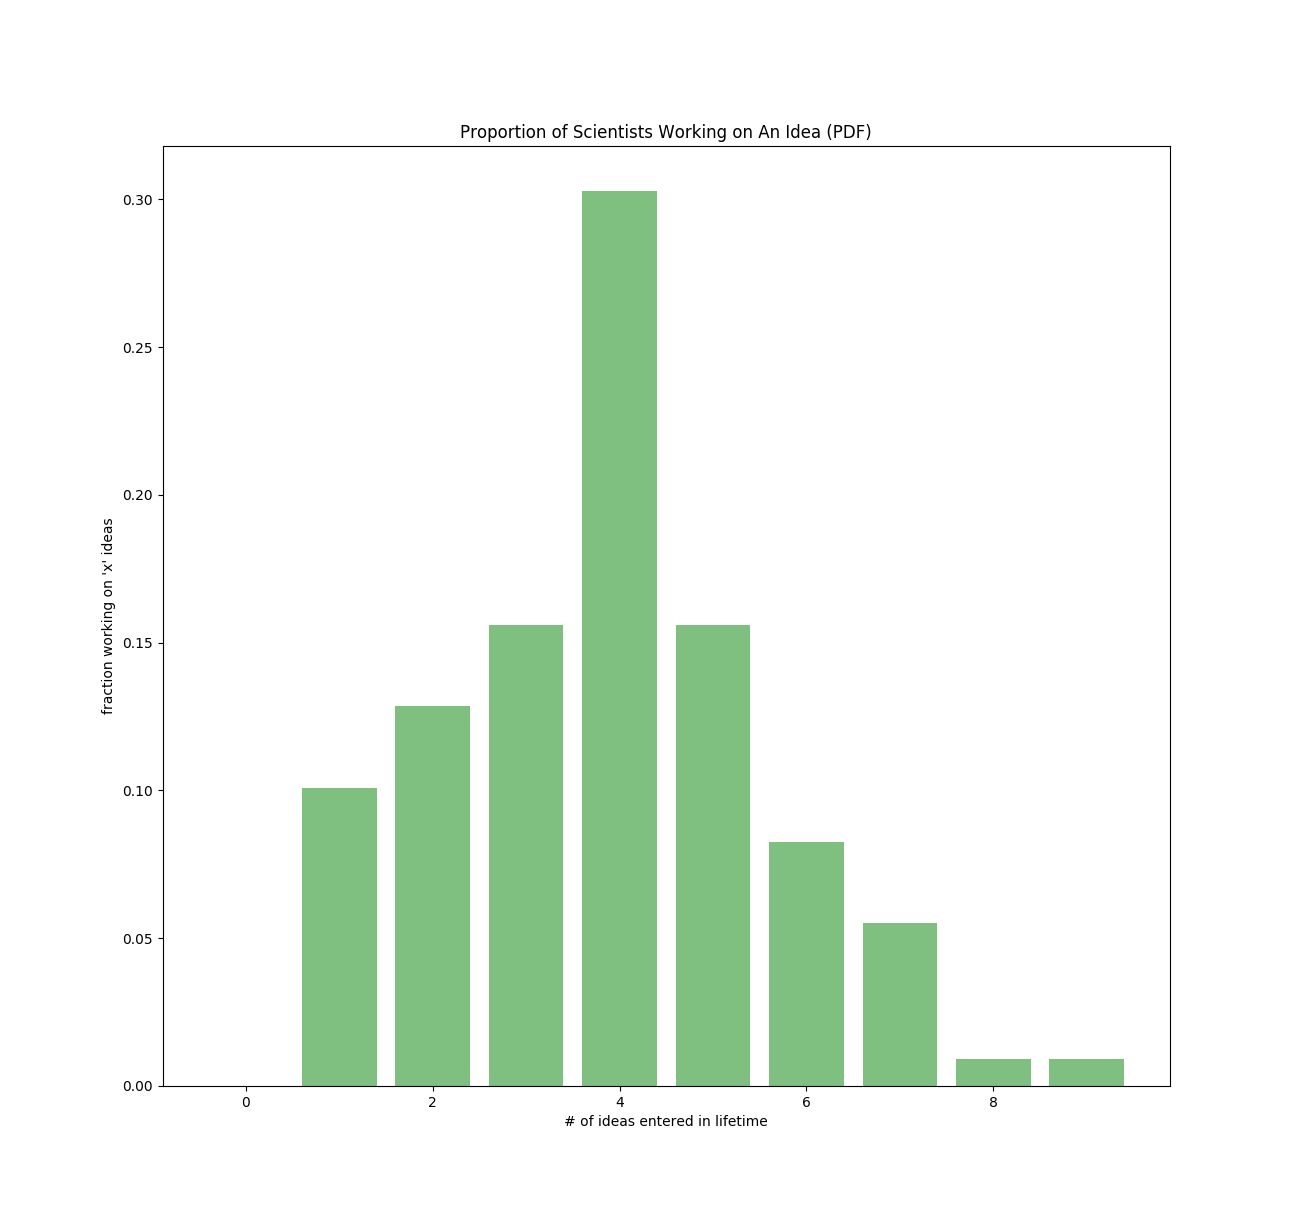 Proportion of Scientists Working on An Idea (PDF)
0.30
0.25
0.20
0.15
0.10
0.05
0.00
fraction working on 'x' ideas
0 2 4 6 8
# of ideas entered in lifetime